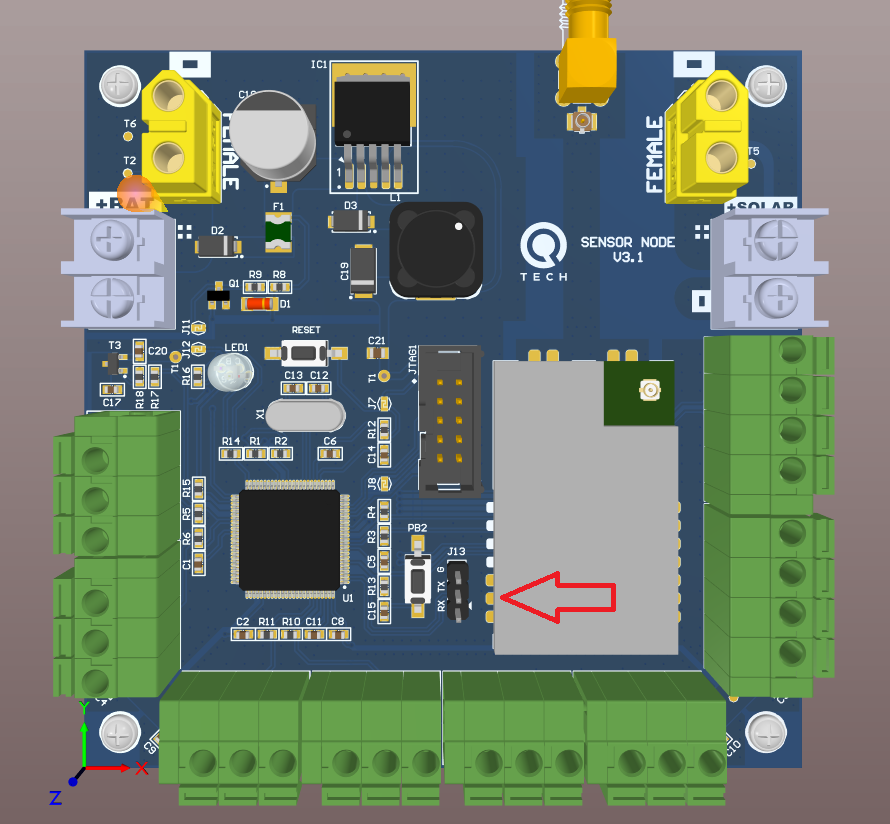 IC1
C18
T6
T2
FEMALE
1
FEMALE
T5
+BAT
L1
+SOLAR
F1
D3
D2
C19
Q TECH
SENSOR NODE
V3.1
Q1
R9
R8
D1
J11
RESET
J12
T3
C20
T1
LED1
C21
JTAG1
R16
C13
C12
T1
C17
R18
R17
X1
J7
R12
R14
R1
R2
C6
C14
R15
J8
R5
R4
PB2
R6
R3
J13
C1
C5
G
TX
RX
R13
U1
C15
C2
R11
R10
C11
C8
C10
Y
X
Z